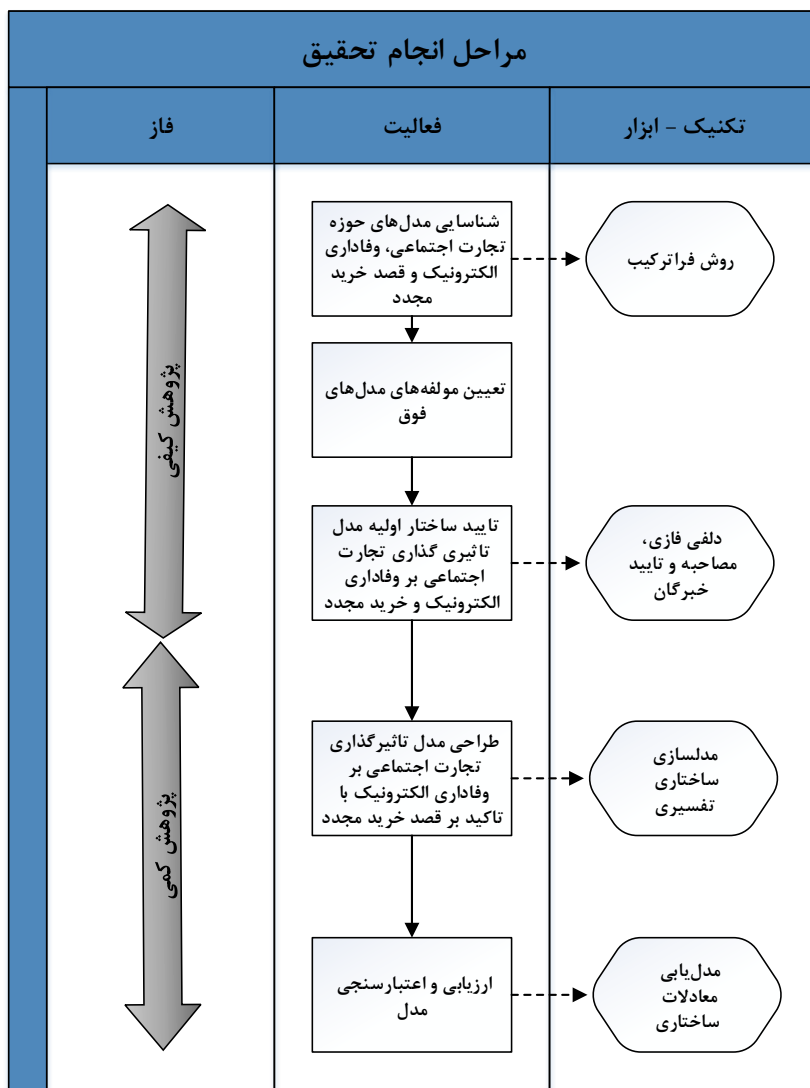 مراحل انجام تحقیق
تکنیک – ابزار
فعالیت
فاز
شناسایی مدل‌های حوزه
تجارت اجتماعی، وفاداری
الکترونیک و قصد خرید
مجدد
روش فراترکیب
تعیین مولفه‌های مدل‌های
فوق
پژوهش کیفی
تایید ساختار اولیه مدل
تاثیری گذاری تجارت
اجتماعی بر وفاداری
الکترونیک و خرید مجدد
دلفی فازی،
مصاحبه و تایید
خبرگان
طراحی مدل تاثیرگذاری
تجارت اجتماعی بر
وفاداری الکترونیک با
تاکید بر قصد خرید مجدد
مدلسازی
ساختاری
تفسیری
پژوهش کمی
ارزیابی و اعتبارسنجی
مدل
مدل‌یابی
معادلات
ساختاری